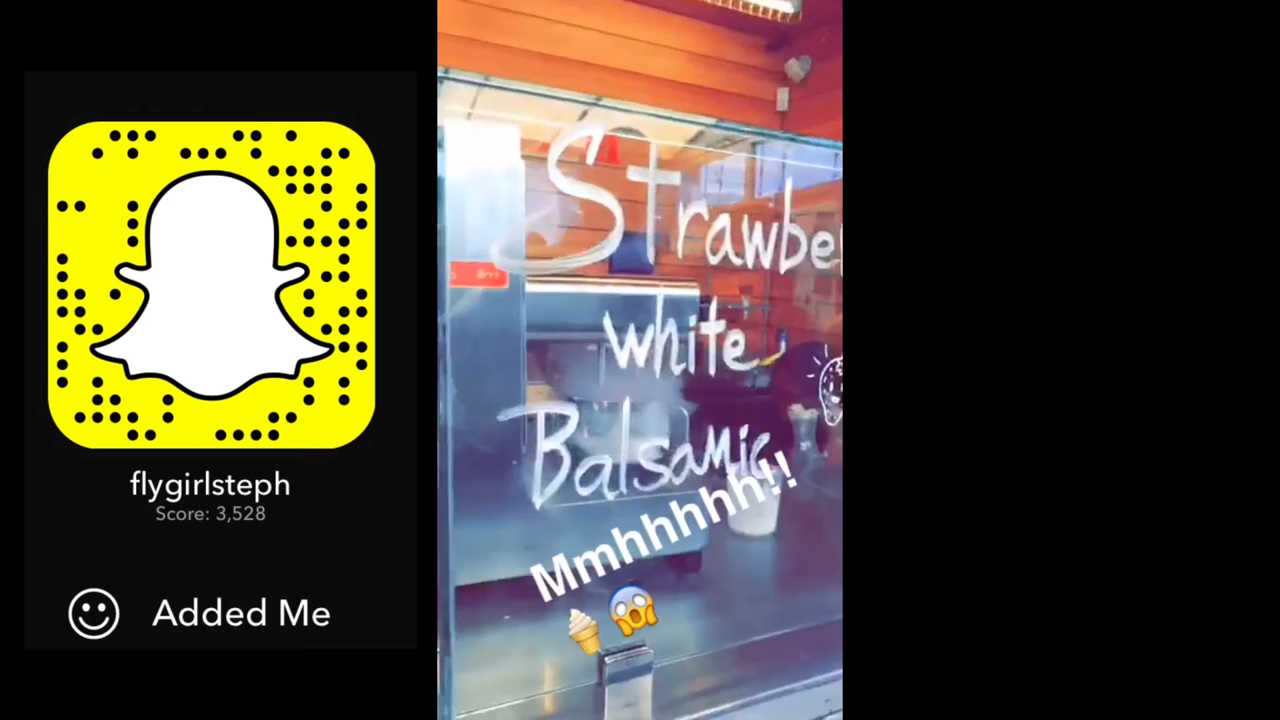 flygirlsteph
Score: 3,528
Added Me
Strawbe
white
Balsamic
Mmhhhhh!!